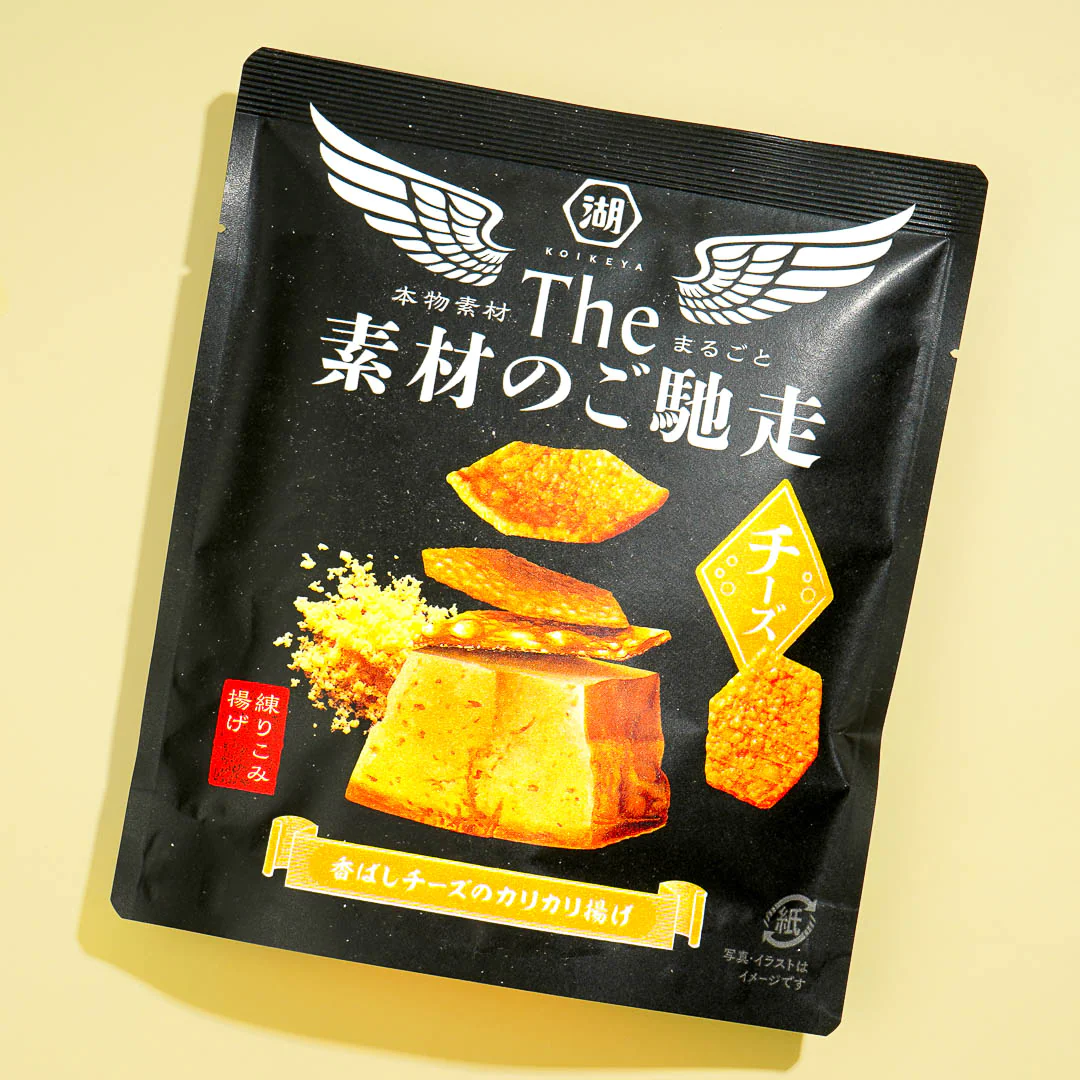 湖
KOIKEYA
本物素材 The まるごと
素材のご馳走
チーズ
練りこみ
揚げ
香ばしチーズのカリカリ揚げ
紙
写真・イラストは
イメージです